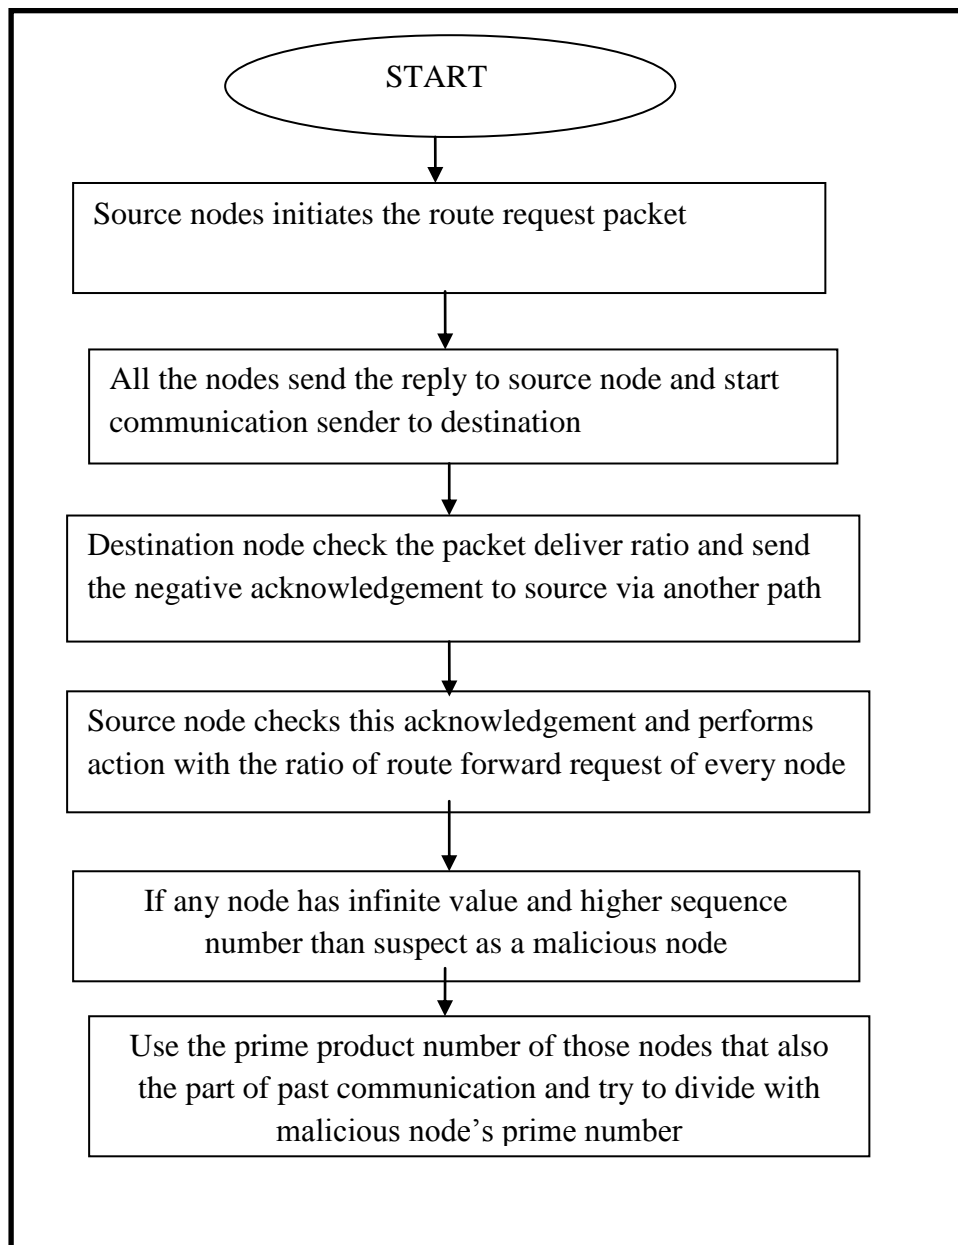 START
Source nodes initiates the route request packet
All the nodes send the reply to source node and start
communication sender to destination
Destination node check the packet deliver ratio and send
the negative acknowledgement to source via another path
Source node checks this acknowledgement and performs
action with the ratio of route forward request of every node
If any node has infinite value and higher sequence
number than suspect as a malicious node
Use the prime product number of those nodes that also
the part of past communication and try to divide with
malicious node’s prime number